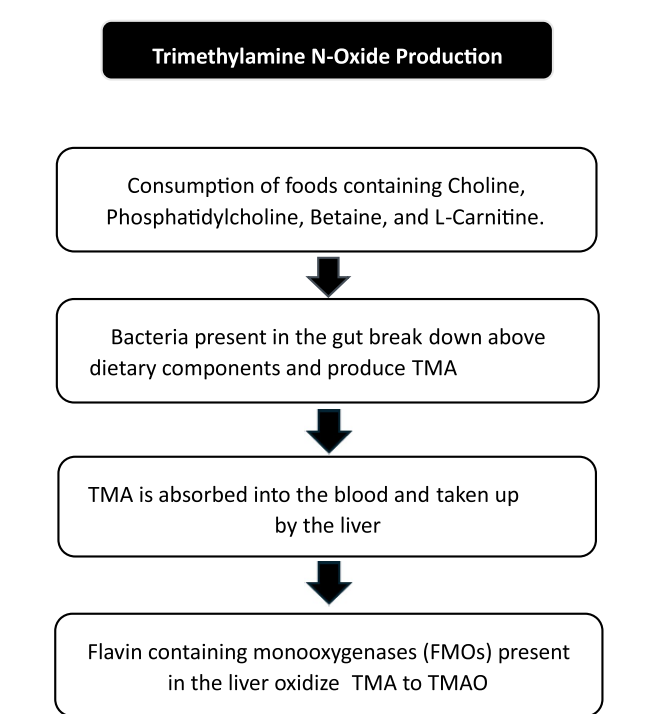 Trimethylamine N-Oxide Production
Consumption of foods containing Choline,
Phosphatidylcholine, Betaine, and L-Carnitine.
Bacteria present in the gut break down above
dietary components and produce TMA
TMA is absorbed into the blood and taken up
by the liver
Flavin containing monooxygenases (FMOs) present
in the liver oxidize TMA to TMAO